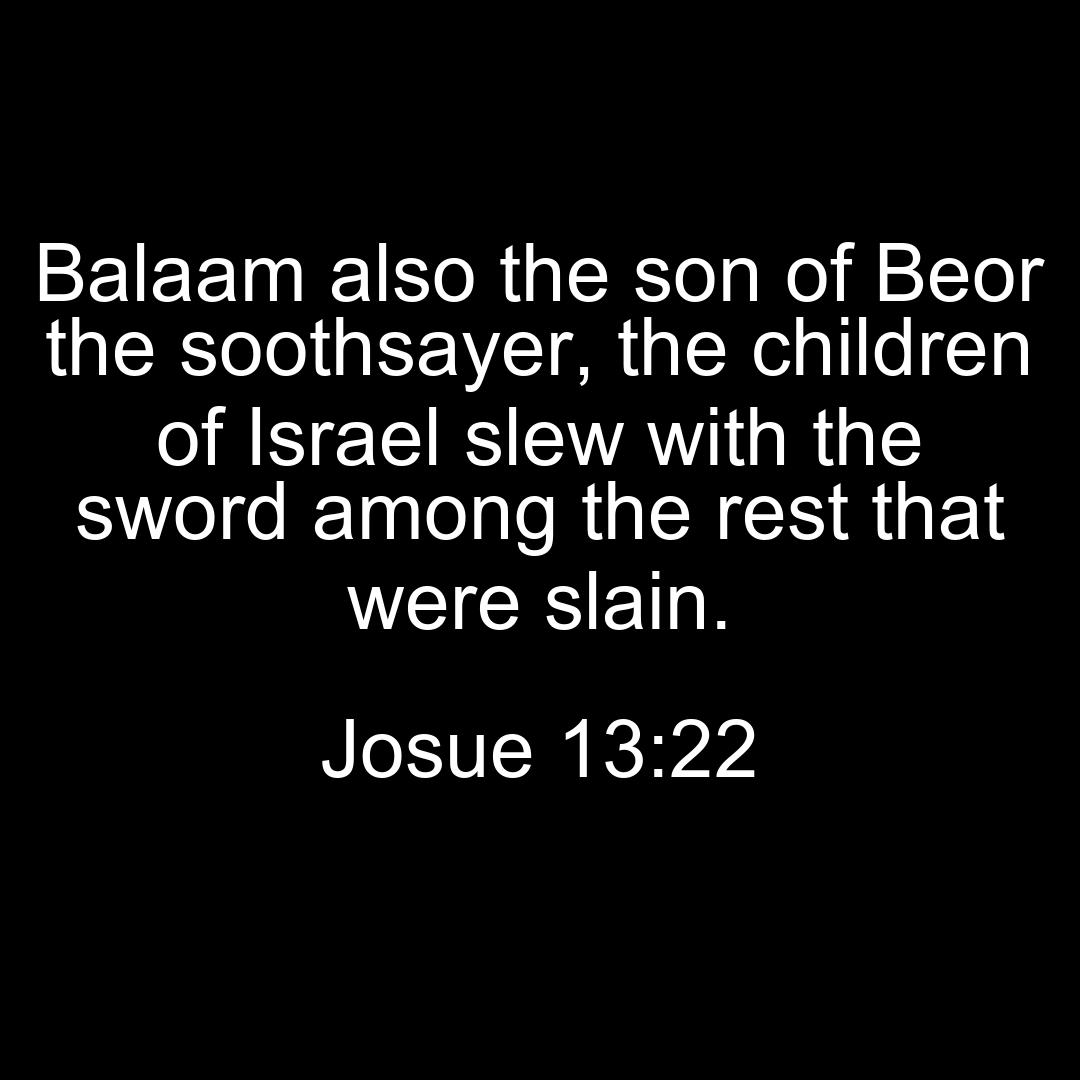 Balaam also the son of Beor
the soothsayer, the children
of Israel slew with the
sword among the rest that
were slain.
Josue 13:22